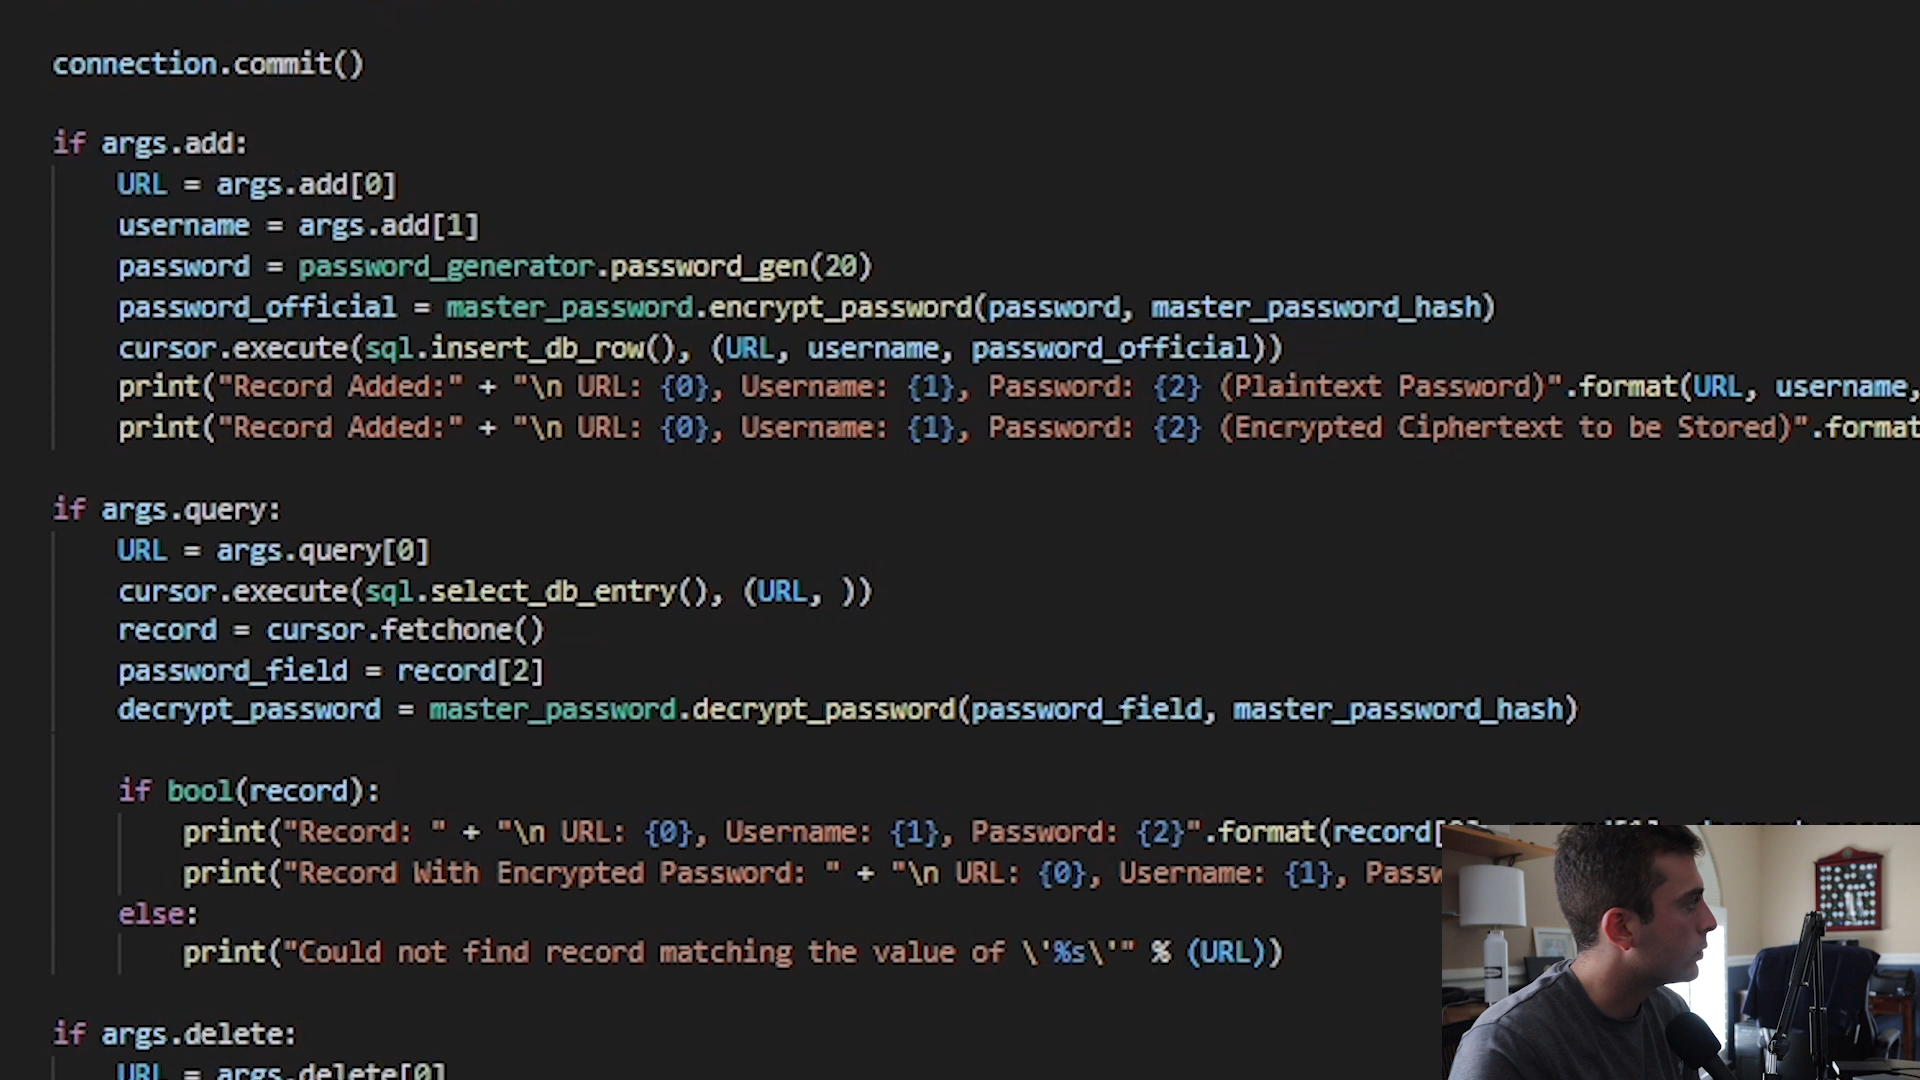 connection.commit()
if args.add:
URL = args.add[0]
username = args.add[1]
password = password_generator.password_gen(20)
password_official = master_password.encrypt_password(password, master_password_hash)
cursor.execute(sql.insert_db_row(), (URL, username, password_official))
print("Record Added:" + "\n URL: {0}, Username: {1}, Password: {2} (Plaintext Password)".format(URL, username,
print("Record Added:" + "\n URL: {0}, Username: {1}, Password: {2} (Encrypted Ciphertext to be Stored)".format
if args.query:
URL = args.query[0]
cursor.execute(sql.select_db_entry(), (URL, ))
record = cursor.fetchone()
password_field = record[2]
decrypt_password = master_password.decrypt_password(password_field, master_password_hash)
if bool(record):
print("Record: " + "\n URL: {0}, Username: {1}, Password: {2}".format(record[
print("Record With Encrypted Password: " + "\n URL: {0}, Username: {1}, Passw
else:
print("Could not find record matching the value of \'%s\'" % (URL))
if args.delete:
URL = args.delete[0]